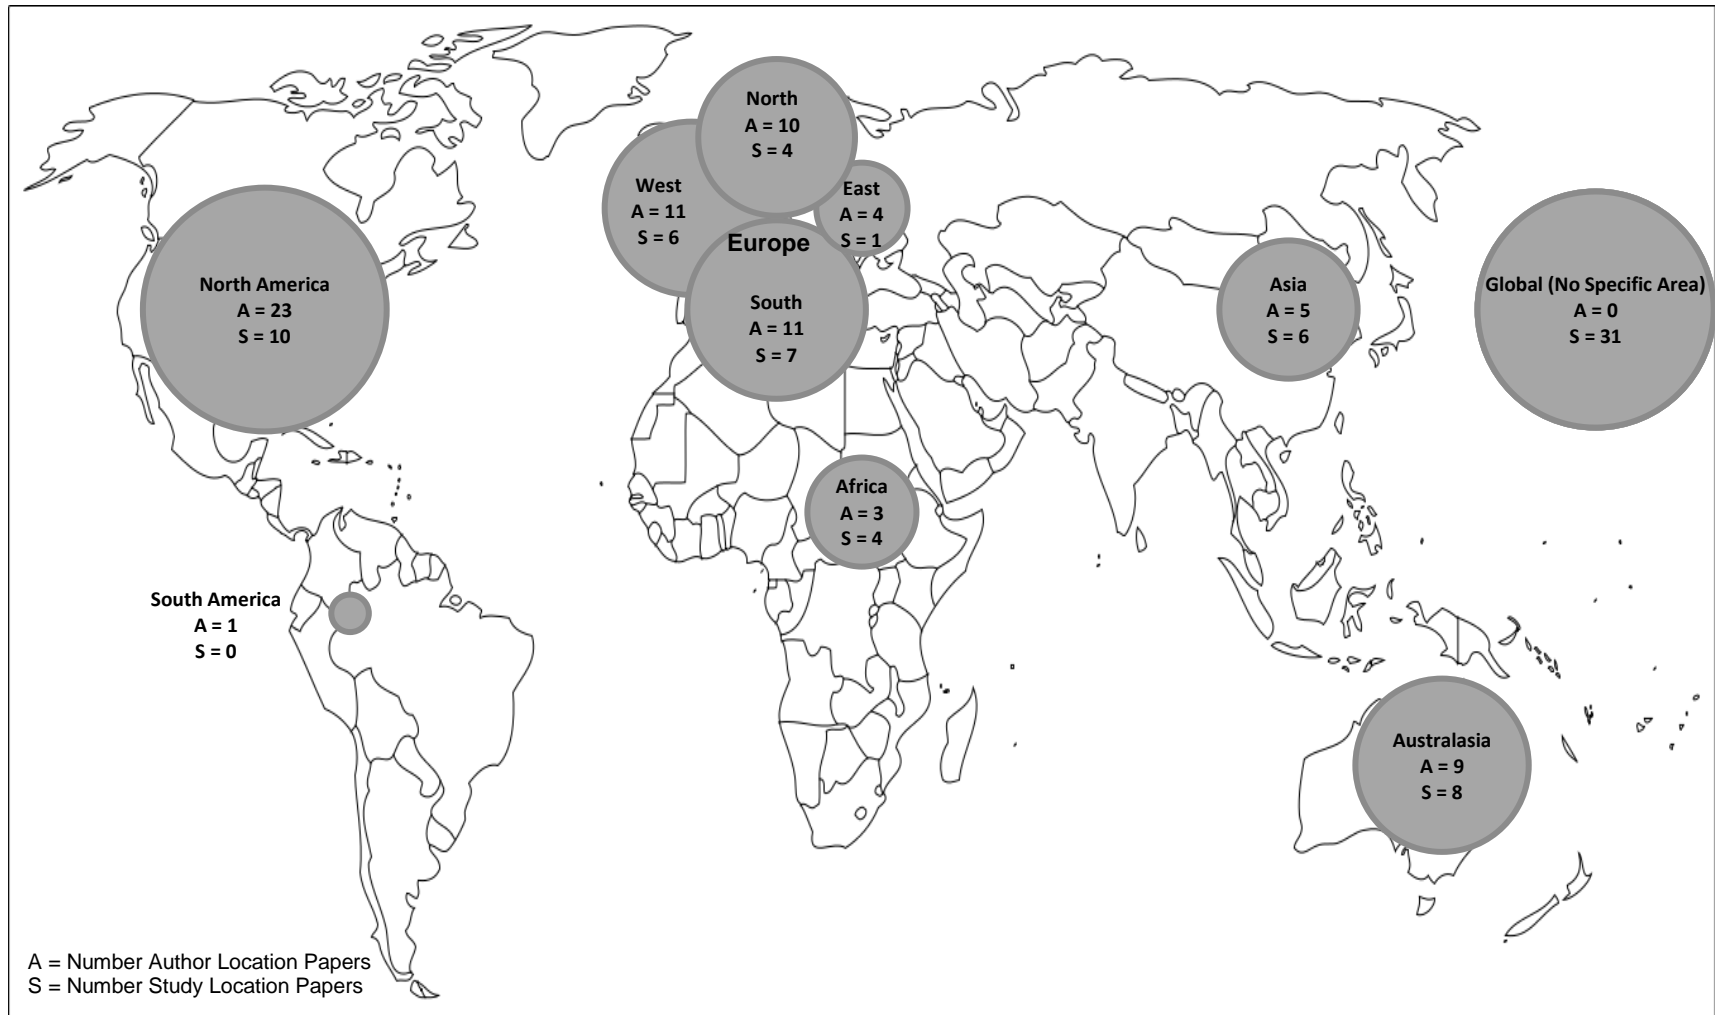 North
A = 10
S = 4
West
A = 11
S = 6
East
A = 4
S = 1
Europe
South
A = 11
S = 7
North America
A = 23
S = 10
Asia
A = 5
S = 6
Global (No Specific Area)
A = 0
S = 31
Africa
A = 3
S = 4
South America
A = 1
S = 0
Australasia
A = 9
S = 8
A = Number Author Location Papers
S = Number Study Location Papers